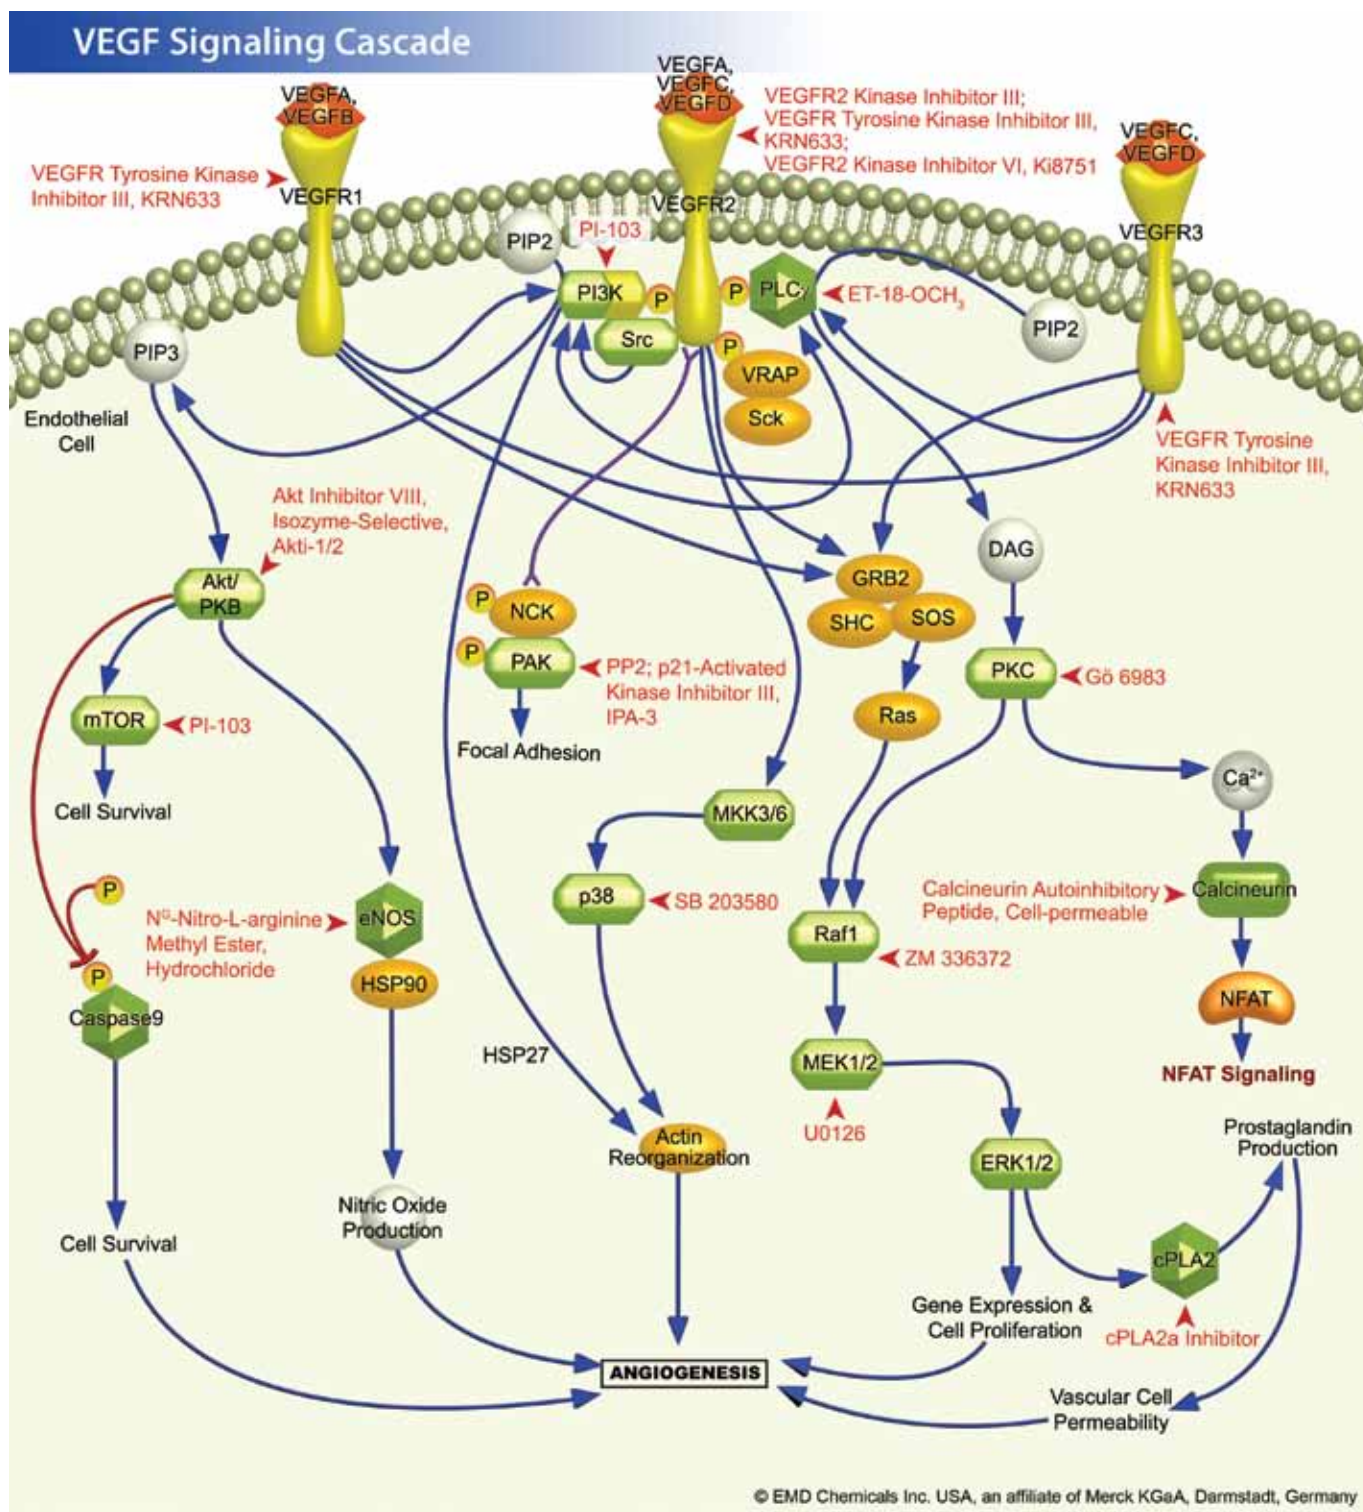 VEGF Signaling Cascade
VEGFA,
VEGFB
VEGFR1
VEGFR Tyrosine Kinase
Inhibitor III, KRN633
VEGFA,
VEGFC,
VEGFD
VEGFR2
VEGFR2 Kinase Inhibitor III;
VEGFR Tyrosine Kinase Inhibitor III,
KRN633;
VEGFR2 Kinase Inhibitor VI, Ki8751
VEGFC,
VEGFD
VEGFR3
PIP2
PI-103
PI3K
P
Src
P
PLCγ
ET-18-OCH3
PIP2
P
VRAP
Sck
PIP3
Endothelial
Cell
VEGFR Tyrosine
Kinase Inhibitor III,
KRN633
Akt Inhibitor VIII,
Isozyme-Selective,
Akti-1/2
Akt/
PKB
DAG
GRB2
SHC
SOS
P
NCK
P
PAK
PP2; p21-Activated
Kinase Inhibitor III,
IPA-3
Focal Adhesion
PKC
Gö 6983
Ras
mTOR
PI-103
Cell Survival
MKK3/6
Ca2+
p38
SB 203580
P
NG-Nitro-L-arginine
Methyl Ester,
Hydrochloride
eNOS
HSP90
Calcineurin Autoinhibitory
Peptide, Cell-permeable
Calcineurin
Raf1
ZM 336372
P
Caspase9
NFAT
NFAT Signaling
HSP27
MEK1/2
U0126
Actin
Reorganization
ERK1/2
Prostaglandin
Production
Nitric Oxide
Production
Cell Survival
cPLA2
cPLA2a Inhibitor
Gene Expression &
Cell Proliferation
ANGIOGENESIS
Vascular Cell
Permeability
© EMD Chemicals Inc. USA, an affiliate of Merck KGaA, Darmstadt, Germany